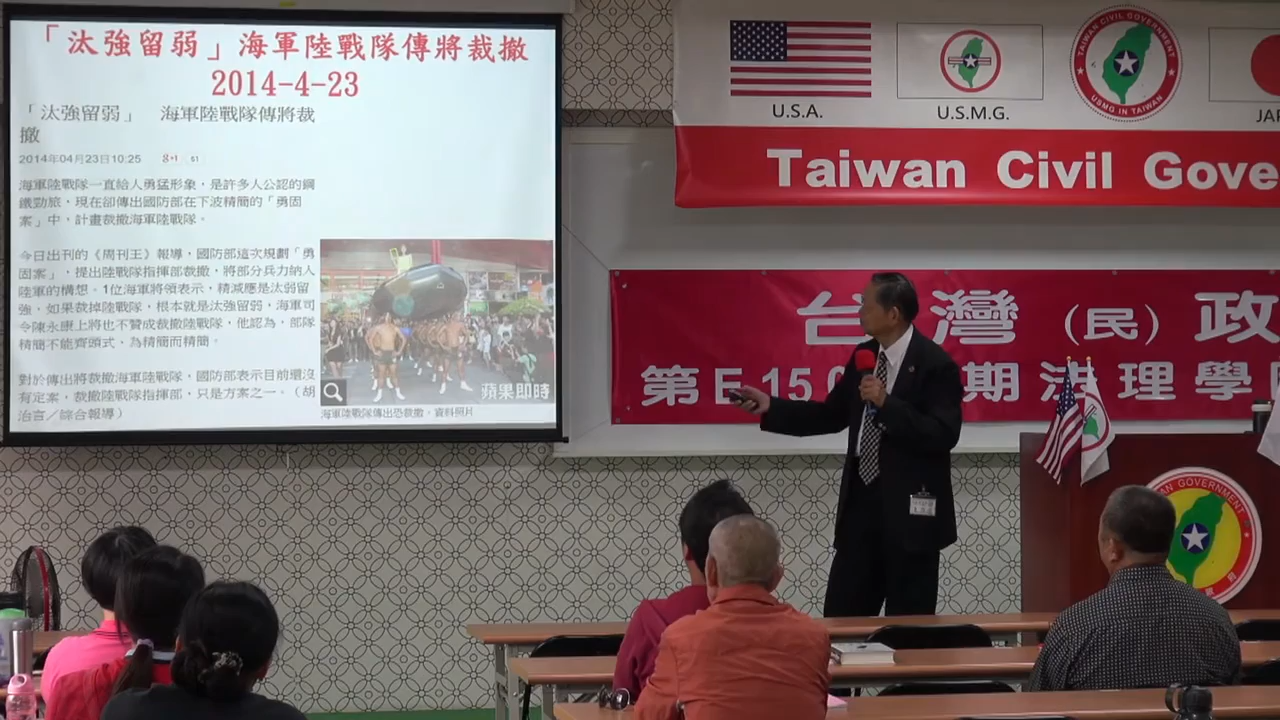 「汰強留弱」海軍陸戰隊傳將裁撤
2014-4-23
「汰強留弱」 海軍陸戰隊傳將裁
撤
2014年04月23日10:25
海軍陸戰隊一直給人勇猛形象，是許多人公認的鋼
鐵勁旅，現在卻傳出國防部在下波精簡的「勇固
案」中，計畫裁撤海軍陸戰隊。
今日出刊的《周刊王》報導，國防部這次規劃「勇
固案」，提出陸戰隊指揮部裁撤，將部分兵力納入
陸軍的構想。1位海軍將領表示，精減應是汰弱留
強，如果裁掉陸戰隊，根本就是汰強留弱，海軍司
令陳永康上將也不贊成裁撤陸戰隊，他認為，部隊
精簡不能齊頭式、為精簡而精簡。
對於傳出將裁撤海軍陸戰隊，國防部表示目前還沒
有定案，裁撤陸戰隊指揮部，只是方案之一。（胡
治言／綜合報導）
蘋果即時
海軍陸戰隊傳出恐裁撤。資料照片
U.S.A.
U.S.M.G.
TAIWAN CIVIL GOVERNMENT
USMG IN TAIWAN
JA
Taiwan Civil Gove
台灣（民）政
第E15 期法理學
AN GOVERNMENT